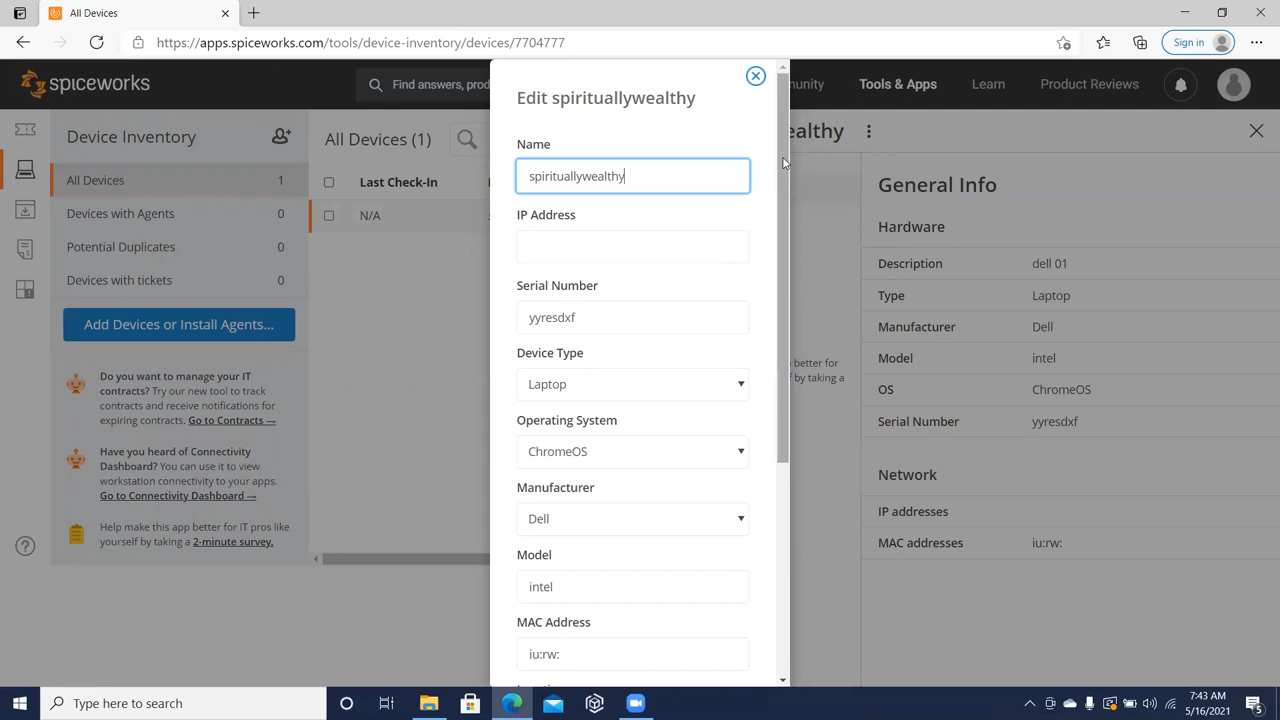 All Devices
https://apps.spiceworks.com/tools/device-inventory/devices/7704777
Sign in
spiceworks
Find answers, prod
Tools & Apps
Learn
Product Reviews
Device Inventory
All Devices 1
Devices with Agents 0
Potential Duplicates 0
Devices with tickets 0
Add Devices or Install Agents...
Do you want to manage your IT
contracts? Try our new tool to track
contracts and receive notifications for
expiring contracts. Go to Contracts →
Have you heard of Connectivity
Dashboard? You can use it to view
workstation connectivity to your apps.
Go to Connectivity Dashboard →
Help make this app better for IT pros like
yourself by taking a 2-minute survey.
All Devices (1)
Last Check-In
N/A
Edit spirituallywealthy
Name
spirituallywealthy
IP Address
Serial Number
yyresdxf
Device Type
Laptop
Operating System
ChromeOS
Manufacturer
Dell
Model
intel
MAC Address
iu:rw:
unity
ealthy
better for
f by taking a
General Info
Hardware
Description dell 01
Type Laptop
Manufacturer Dell
Model intel
OS ChromeOS
Serial Number yyresdxf
Network
IP addresses
MAC addresses iu:rw:
Type here to search
7:43 AM
5/16/2021
5